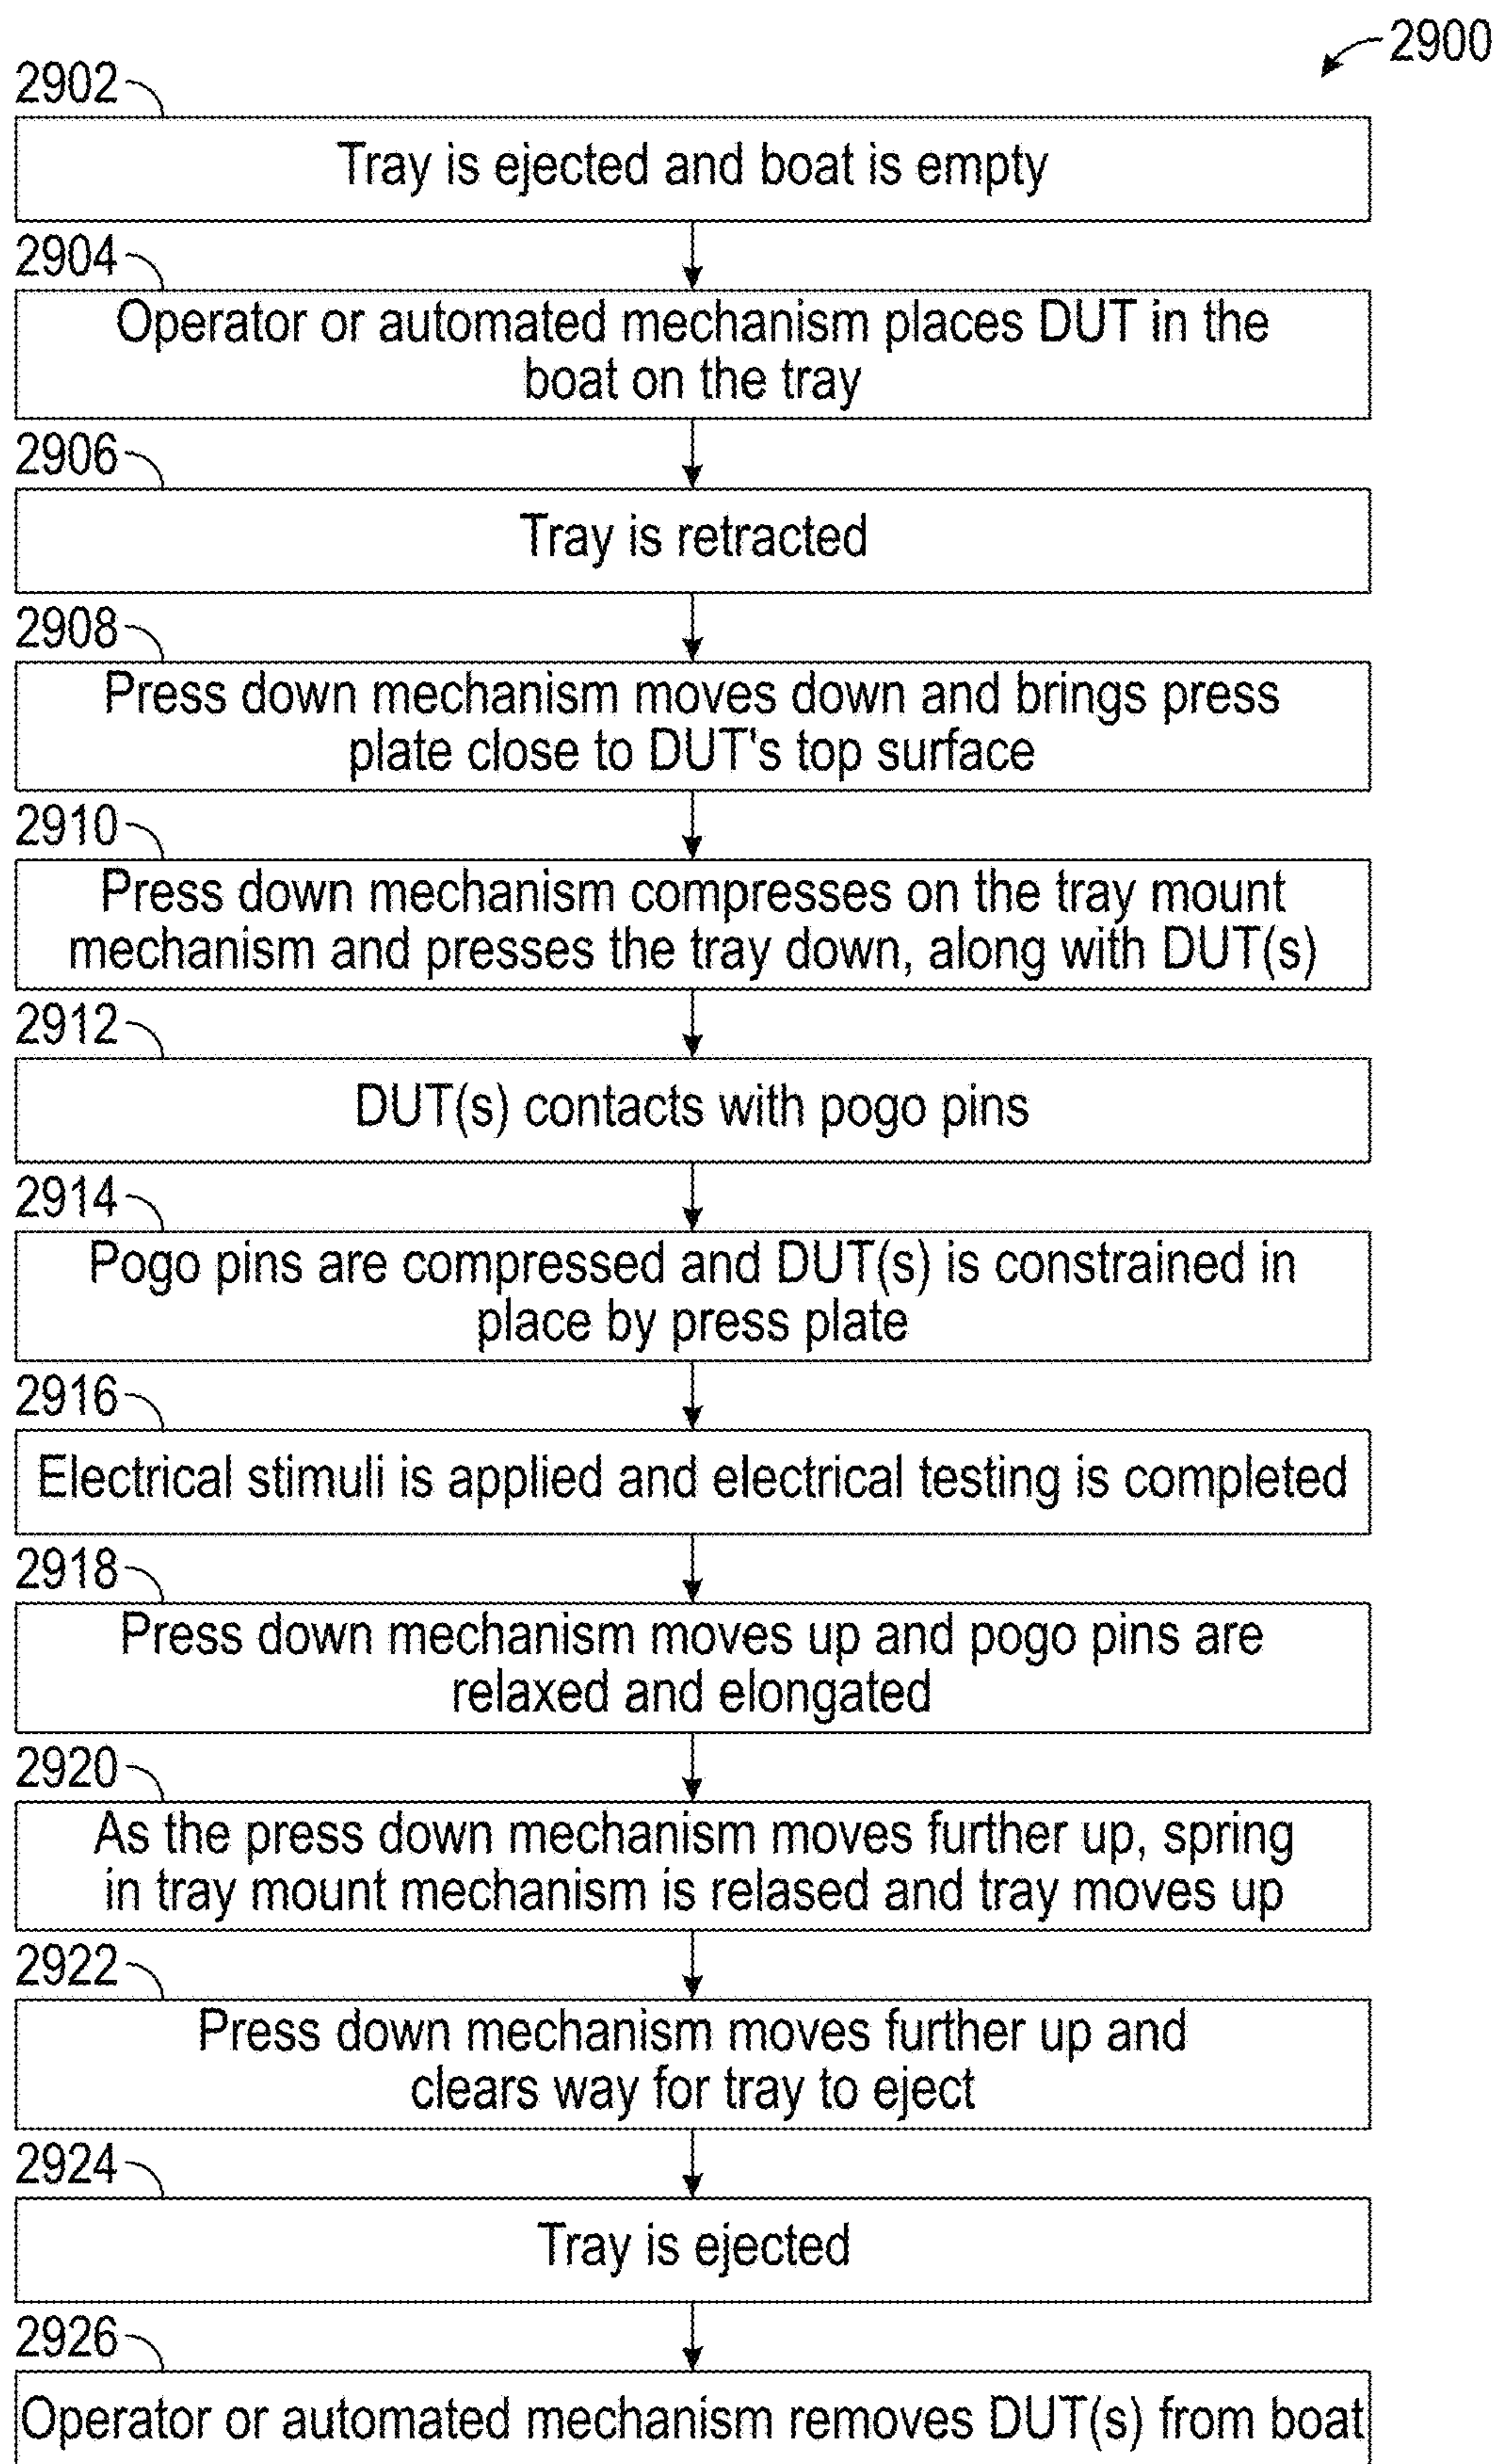 2900
2902
Tray is ejected and boat is empty
2904
Operator or automated mechanism places DUT in the
boat on the tray
2906
Tray is retracted
2908
Press down mechanism moves down and brings press
plate close to DUT's top surface
2910
Press down mechanism compresses on the tray mount
mechanism and presses the tray down, along with DUT(s)
2912
DUT(s) contacts with pogo pins
2914
Pogo pins are compressed and DUT(s) is constrained in
place by press plate
2916
Electrical stimuli is applied and electrical testing is completed
2918
Press down mechanism moves up and pogo pins are
relaxed and elongated
2920
As the press down mechanism moves further up, spring
in tray mount mechanism is relased and tray moves up
2922
Press down mechanism moves further up and
clears way for tray to eject
2924
Tray is ejected
2926
Operator or automated mechanism removes DUT(s) from boat